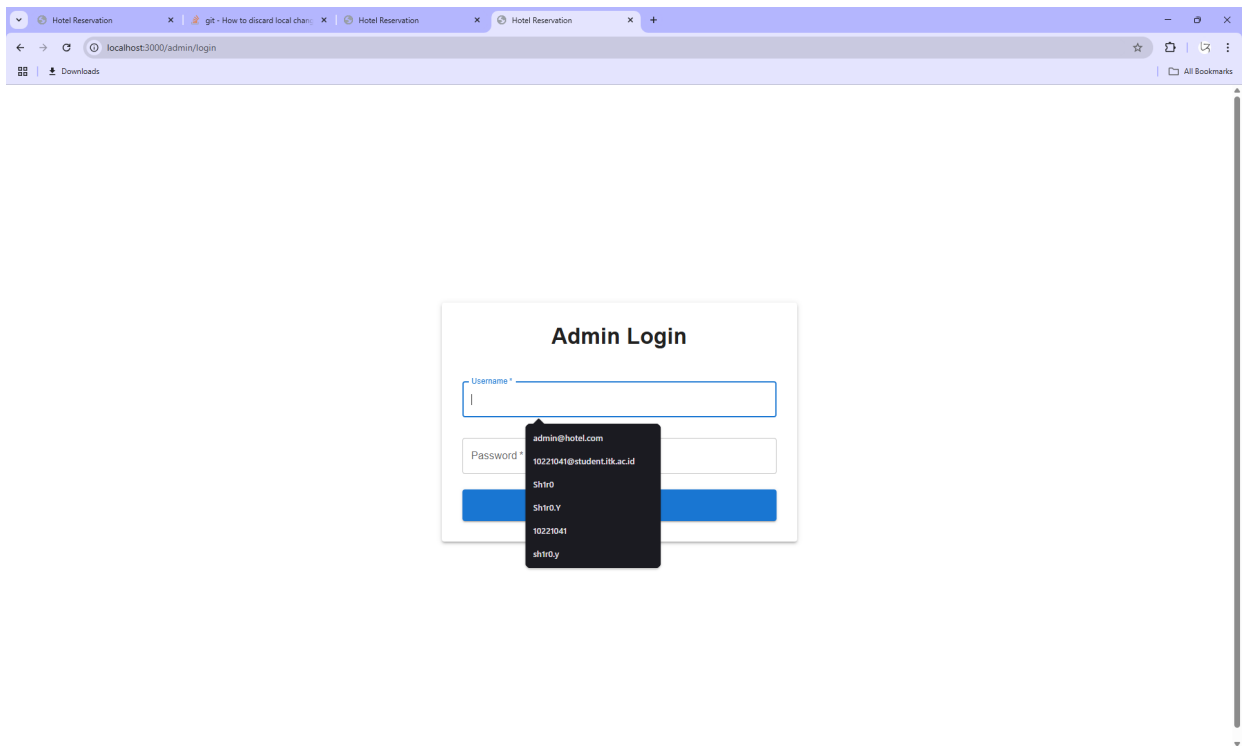 Hotel Reservation
git - How to discard local chang
Hotel Reservation
Hotel Reservation
localhost:3000/admin/login
Downloads
All Bookmarks
Admin Login
Username *
admin@hotel.com
Password *
10221041@student.itk.ac.id
Sh1r0
Sh1r0.Y
10221041
sh1r0.y